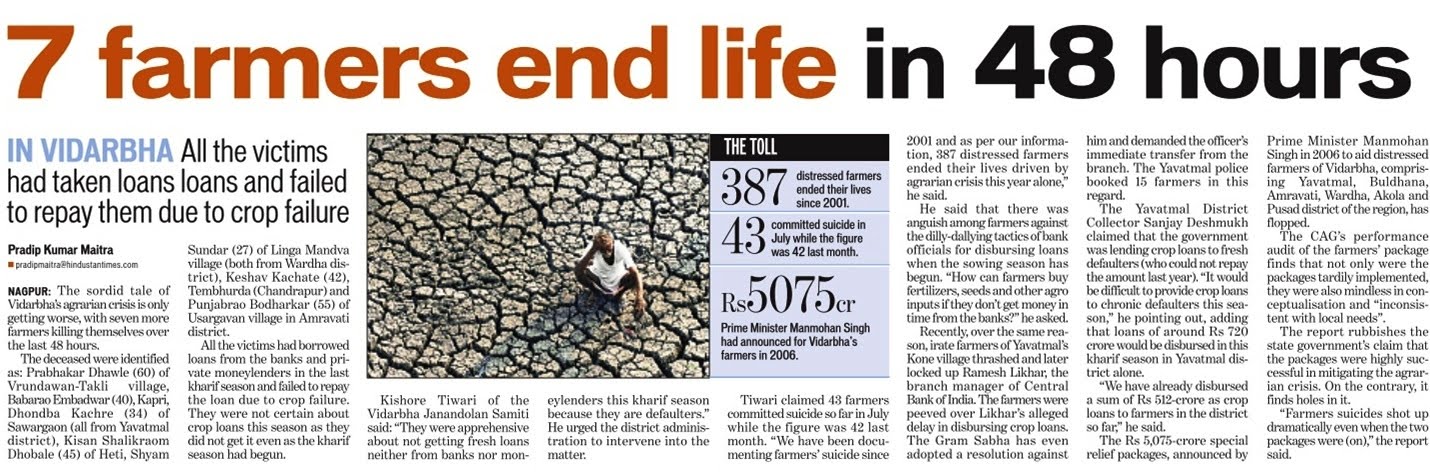 7 farmers end life in 48 hours
IN VIDARBHA All the victims
had taken loans loans and failed
to repay them due to crop failure
Pradip Kumar Maitra
pradipmaitra@hindustantimes.com
NAGPUR: The sordid tale of
Vidarbha's agrarian crisis is only
getting worse, with seven more
farmers killing themselves over
the last 48 hours.
The deceased were identified
as: Prabhakar Dhawle (60) of
Vrundawan-Takli village,
Babarao Embadwar (40), Kapri,
Dhondba Kachre (34) of
Sawargaon (all from Yavatmal
district), Kisan Shalikraom
Dhobale (45) of Heti, Shyam
Sundar (27) of Linga Mandva
village (both from Wardha dis-
trict), Keshav Kachate (42),
Tembhurda (Chandrapur) and
Punjabrao Bodharkar (55) of
Usargavan village in Amravati
district.
All the victims had borrowed
loans from the banks and pri-
vate moneylenders in the last
kharif season and failed to repay
the loan due to crop failure.
They were not certain about
crop loans this season as they
did not get it even as the kharif
season had begun.
THE TOLL
387 distressed farmers
ended their lives
since 2001.
43 committed suicide in
July while the figure
was 42 last month.
Rs5075cr
Prime Minister Manmohan Singh
had announced for Vidarbha's
farmers in 2006.
Kishore Tiwari of the
Vidarbha Janandolan Samiti
said: "They were apprehensive
about not getting fresh loans
neither from banks nor mon-
eylenders this kharif season
because they are defaulters."
He urged the district adminis-
tration to intervene into the
matter.
Tiwari claimed 43 farmers
committed suicide so far in July
while the figure was 42 last
month. "We have been docu-
menting farmers' suicide since
2001 and as per our informa-
tion, 387 distressed farmers
ended their lives driven by
agrarian crisis this year alone,"
he said.
He said that there was
anguish among farmers against
the dilly-dallying tactics of bank
officials for disbursing loans
when the sowing season has
begun. "How can farmers buy
fertilizers, seeds and other agro
inputs if they don't get money in
time from the banks?" he asked.
Recently, over the same rea-
son, irate farmers of Yavatmal's
Kone village thrashed and later
locked up Ramesh Likhar, the
branch manager of Central
Bank of India. The farmers were
peeved over Likhar's alleged
delay in disbursing crop loans.
The Gram Sabha has even
adopted a resolution against
him and demanded the officer's
immediate transfer from the
branch. The Yavatmal police
booked 15 farmers in this
regard.
The Yavatmal District
Collector Sanjay Deshmukh
claimed that the government
was lending crop loans to fresh
defaulters (who could not repay
the amount last year). "It would
be difficult to provide crop loans
to chronic defaulters this sea-
son," he pointing out, adding
that loans of around Rs 720
crore would be disbursed in this
kharif season in Yavatmal dis-
trict alone.
"We have already disbursed
a sum of Rs 512-crore as crop
loans to farmers in the district
so far," he said.
The Rs 5,075-crore special
relief packages, announced by
Prime Minister Manmohan
Singh in 2006 to aid distressed
farmers of Vidarbha, compris-
ing Yavatmal, Buldhana,
Amravati, Wardha, Akola and
Pusad district of the region, has
flopped.
The CAG's performance
audit of the farmers' package
finds that not only were the
packages tardily implemented,
they were also mindless in con-
ceptualisation and "inconsis-
tent with local needs".
The report rubbishes the
state government's claim that
the packages were highly suc-
cessful in mitigating the agrar-
ian crisis. On the contrary, it
finds holes in it.
"Farmers suicides shot up
dramatically even when the two
packages were (on)," the report
said.